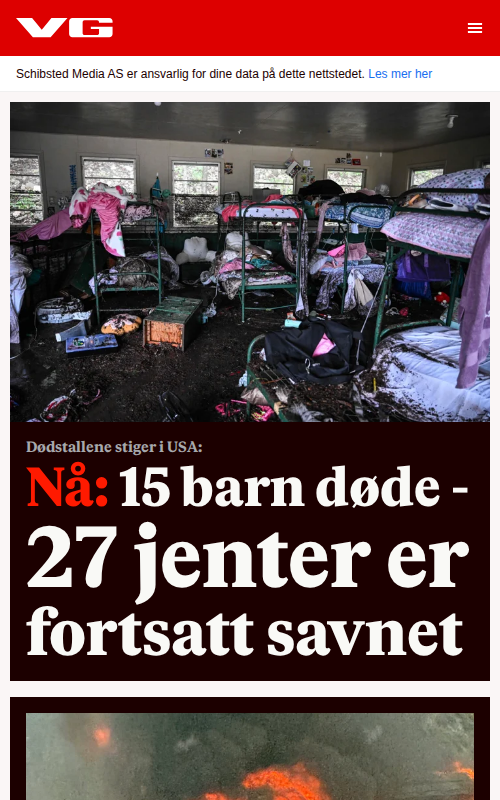 VG
Schibsted Media AS er ansvarlig for dine data på dette nettstedet. Les mer her
Dødstallene stiger i USA:
Nå: 15 barn døde -
27 jenter er
fortsatt savnet